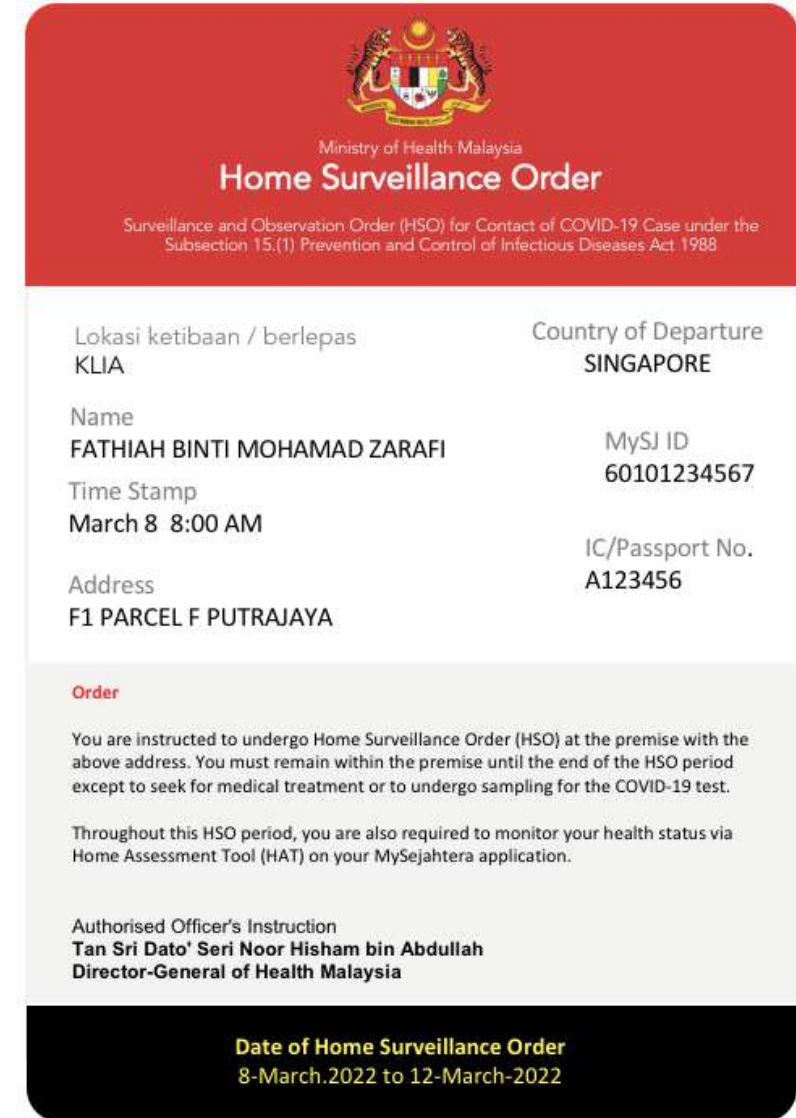 Ministry of Health Malaysia
Home Surveillance Order
Surveillance and Observation Order (HSO) for Contact of COVID-19 Case under the
Subsection 15.(1) Prevention and Control of Infectious Diseases Act 1988
Lokasi ketibaan / berlepas
KLIA
Country of Departure
SINGAPORE
Name
FATHIAH BINTI MOHAMAD ZARAFI
MySJ ID
60101234567
Time Stamp
March 8 8:00 AM
IC/Passport No.
A123456
Address
F1 PARCEL F PUTRAJAYA
Order
You are instructed to undergo Home Surveillance Order (HSO) at the premise with the
above address. You must remain within the premise until the end of the HSO period
except to seek for medical treatment or to undergo sampling for the COVID-19 test.
Throughout this HSO period, you are also required to monitor your health status via
Home Assessment Tool (HAT) on your MySejahtera application.
Authorised Officer's Instruction
Tan Sri Dato' Seri Noor Hisham bin Abdullah
Director-General of Health Malaysia
Date of Home Surveillance Order
8-March.2022 to 12-March-2022